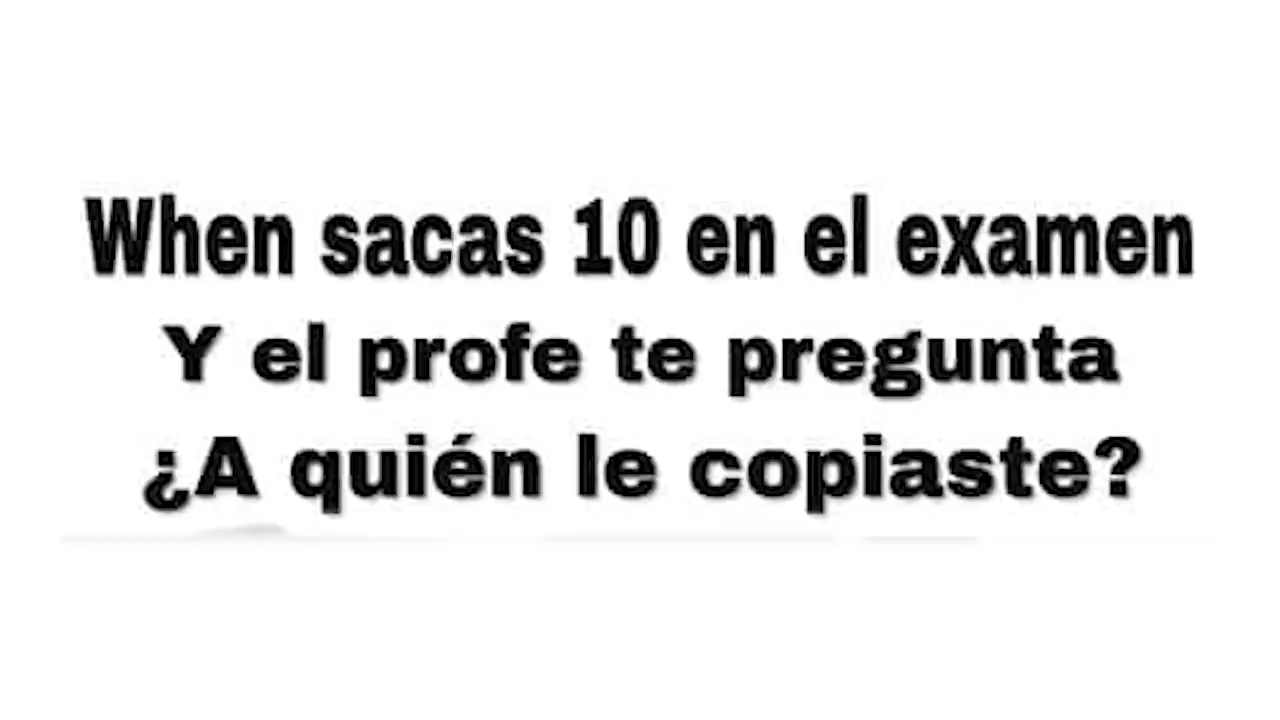 When sacas 10 en el examen
Y el profe te pregunta
¿A quién le copiaste?